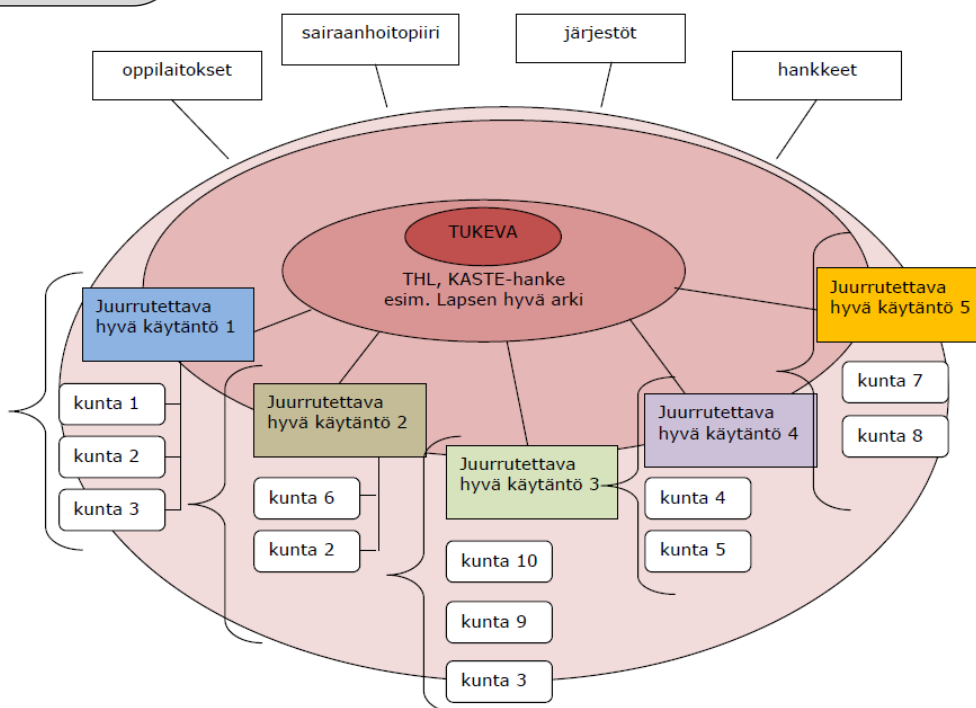 sairaanhoitopiiri
järjestöt
oppilaitokset
hankkeet
TUKEVA
THL, KASTE-hanke
esim. Lapsen hyvä arki
Juurrutettava
hyvä käytäntö 1
kunta 1
kunta 2
kunta 3
Juurrutettava
hyvä käytäntö 2
kunta 6
kunta 2
Juurrutettava
hyvä käytäntö 3
kunta 10
kunta 9
kunta 3
Juurrutettava
hyvä käytäntö 4
kunta 4
kunta 5
Juurrutettava
hyvä käytäntö 5
kunta 7
kunta 8